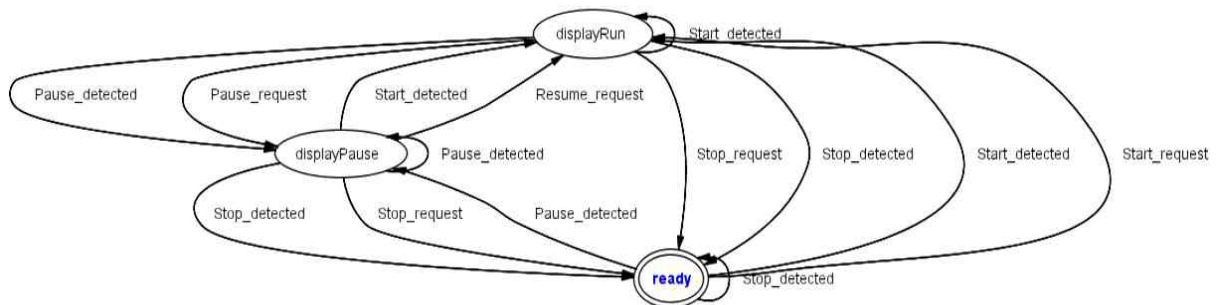 displayRun
Start_detected
Pause_detected
Pause_request
Start_detected
Resume_request
displayPause
Pause_detected
Stop_request
Stop_detected
Start_detected
Start_request
Stop_detected
Stop_request
Pause_detected
ready
Stop_detected